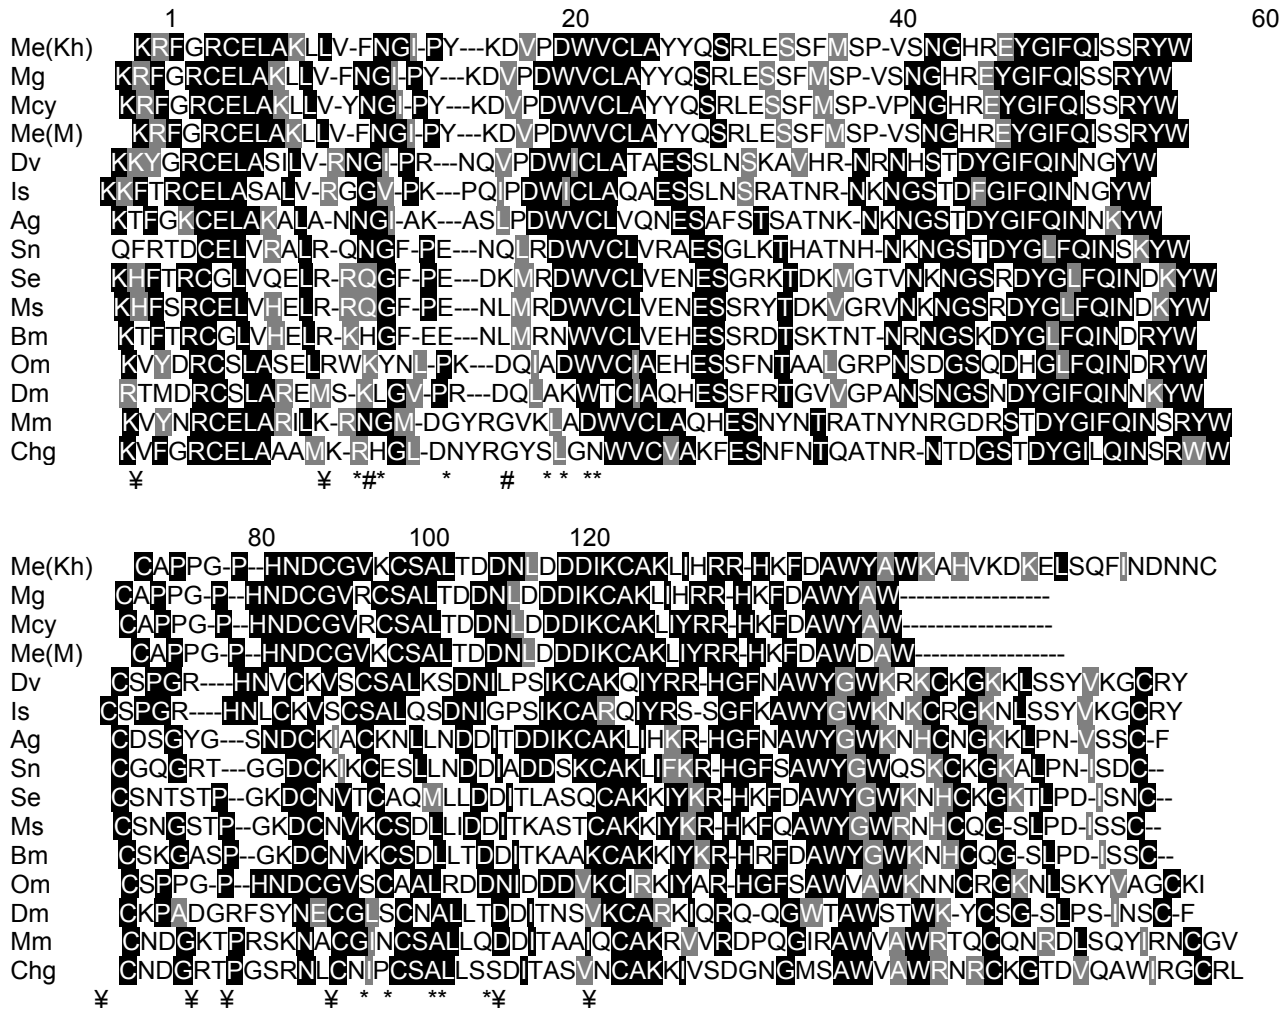 1 20 40 60
Me(Kh) KRFGRCELAKLLV-FNGI-PY---KDVPDWVCLAYYQSRLESSFMSP-VSNGHREYGIFQISSRYW
Mg KRFGRCELAKLLV-FNGI-PY---KDVPDWVCLAYYQSRLESSFMSP-VSNGHREYGIFQISSRYW
Mcy KRFGRCELAKLLV-YNGI-PY---KDVPDWVCLAYYQSRLESSFMSP-VPNGHREYGIFQISSRYW
Me(M) KRFGRCELAKLLV-FNGI-PY---KDVPDWVCLAYYQSRLESSFMSP-VSNGHREYGIFQISSRYW
Dv KKYGRCELASILV-RNGI-PR---NQVPDWICLATAESSLNSKAVHR-NRNHSTDYGIFQINNGYW
Is KKFTRCELASALV-RGGV-PK---PQIPDWICLAQAESSLNSRATNR-NKNGSTDFGIFQINNGYW
Ag KTFGKCELAKALA-NNGI-AK---ASLPDWVCLVQNESAFSTSATNK-NKNGSTDYGIFQINNKYW
Sn QFRTDCELVRALR-QNGF-PE---NQLRDWVCLVRAESGLKTHATNH-NKNGSTDYGLFQINSKYW
Se KHFTRCGLVQELR-RQGF-PE---DKMRDWVCLVENESGRKTDKMGTVNKNGSRDYGLFQINDKYW
Ms KHFSRCELVHELR-RQGF-PE---NLMRDWVCLVENESSRYTDKVGRVNKNGSRDYGLFQINDKYW
Bm KTFTRCGLVHELR-KHGF-EE---NLMRNWVCLVEHESSRDTSKTNT-NRNGSKDYGLFQINDRYW
Om KVYDRCSLASELRWKYNL-PK---DQIADWVCIAEHESSFNTAALGRPNSDGSQDHGLFQINDRYW
Dm RTMDRCSLAREMS-KLGV-PR---DQLAKWTCIAQHESSFRTGVVGPANSNGSNDYGIFQINNKYW
Mm KVYNRCELARILK-RNGM-DGYRGVKLADWVCLAQHESNYNTRATNYNRGDRSTDYGIFQINSRYW
Chg KVFGRCELAAAMK-RHGL-DNYRGYSLGNWVCVAKFESNFNTQATNR-NTDGSTDYGILQINSRWW
¥ ¥ *#* * # * * **
80 100 120
Me(Kh) CAPPG-P--HNDCGVKCSALTDDNLDDDIKCAKLIHRR-HKFDAWYAWKAHVKDKELSQFINDNNC
Mg CAPPG-P--HNDCGVRCSALTDDNLDDDIKCAKLIHRR-HKFDAWYAW------------------
Mcy CAPPG-P--HNDCGVRCSALTDDNLDDDIKCAKLIYRR-HKFDAWYAW------------------
Me(M) CAPPG-P--HNDCGVKCSALTDDNLDDDIKCAKLIYRR-HKFDAWDAW------------------
Dv CSPGR----HNVCKVSCSALKSDNILPSIKCAKQIYRR-HGFNAWYGWKRKCKGKKLSSYVKGCRY
Is CSPGR----HNLCKVSCSALQSDNIGPSIKCARQIYRS-SGFKAWYGWKNKCRGKNLSSYVKGCRY
Ag CDSGYG---SNDCKIACKNLLNDDITDDIKCAKLIHKR-HGFNAWYGWKNHCNGKKLPN-VSSC-F
Sn CGQGRT---GGDCKIKCESLLNDDIADDSKCAKLIFKR-HGFSAWYGWQSKCKGKALPN-ISDC--
Se CSNTSTP--GKDCNVTCAQMLLDDITLASQCAKKIYKR-HKFDAWYGWKNHCKGKTLPD-ISNC--
Ms CSNGSTP--GKDCNVKCSDLLIDDITKASTCAKKIYKR-HKFQAWYGWRNHCQG-SLPD-ISSC--
Bm CSKGASP--GKDCNVKCSDLLTDDITKAAKCAKKIYKR-HRFDAWYGWKNHCQG-SLPD-ISSC--
Om CSPPG-P--HNDCGVSCAALRDDNIDDDVKCIRKIYAR-HGFSAWVAWKNNCRGKNLSKYVAGCKI
Dm CKPADGRFSYNECGLSCNALLTDDITNSVKCARKIQRQ-QGWTAWSTWK-YCSG-SLPS-INSC-F
Mm CNDGKTPRSKNACGINCSALLQDDITAAIQCAKRVVRDPQGIRAWVAWRTQCQNRDLSQYIRNCGV
Chg CNDGRTPGSRNLCNIPCSALLSSDITASVNCAKKIVSDGNGMSAWVAWRNRCKGTDVQAWIRGCRL
¥ ¥ ¥ ¥ * * ** *¥ ¥